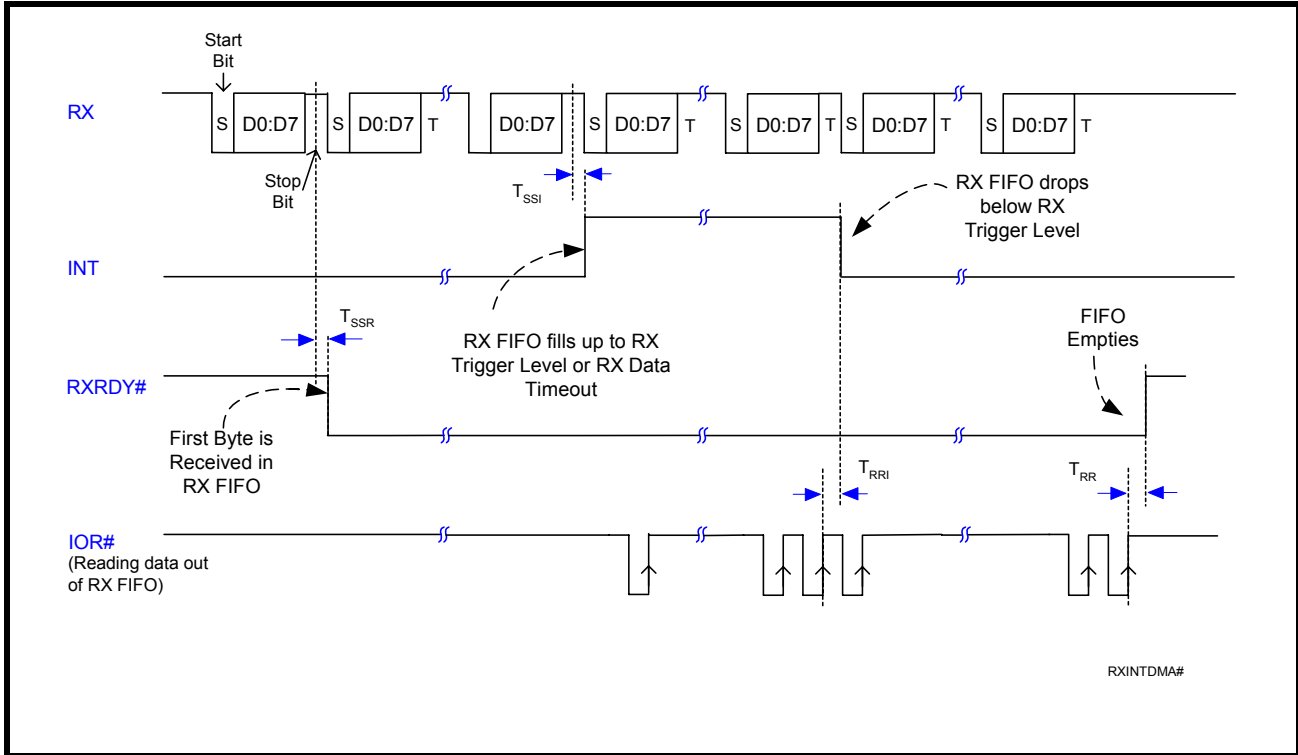 Start
Bit
RX
S D0:D7 S D0:D7 T D0:D7 S D0:D7 T S D0:D7 T S D0:D7 T S D0:D7 T
Stop
Bit
TSSI
RX FIFO drops
below RX
Trigger Level
INT
TSSR
RX FIFO fills up to RX
Trigger Level or RX Data
Timeout
FIFO
Empties
RXRDY#
First Byte is
Received in
RX FIFO
TRRI
TRR
IOR#
(Reading data out
of RX FIFO)
RXINTDMA#